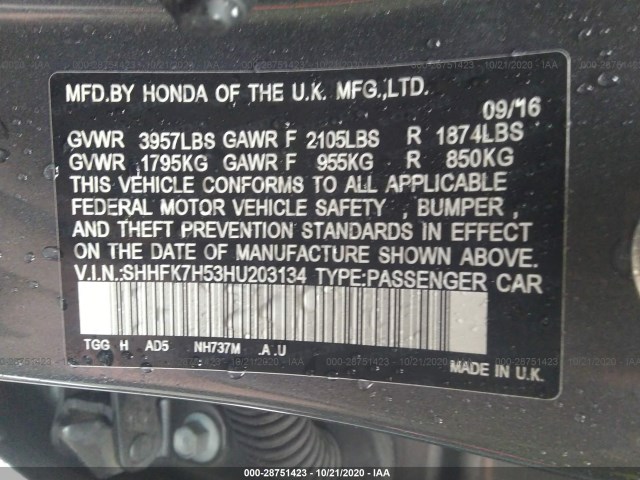 MFD.BY HONDA OF THE U.K. MFG.,LTD.
09/16
GVWR 3957LBS GAWR F 2105LBS R 1874LBS
GVWR 1795KG GAWR F 955KG R 850KG
THIS VEHICLE CONFORMS TO ALL APPLICABLE
FEDERAL MOTOR VEHICLE SAFETY , BUMPER ,
AND THEFT PREVENTION STANDARDS IN EFFECT
ON THE DATE OF MANUFACTURE SHOWN ABOVE.
V.I.N.:SHHFK7H53HU203134 TYPE:PASSENGER CAR
TGG H AD5 NH737M .A .U
MADE IN U.K.
000-28751423 - 10/21/2020 - IAA